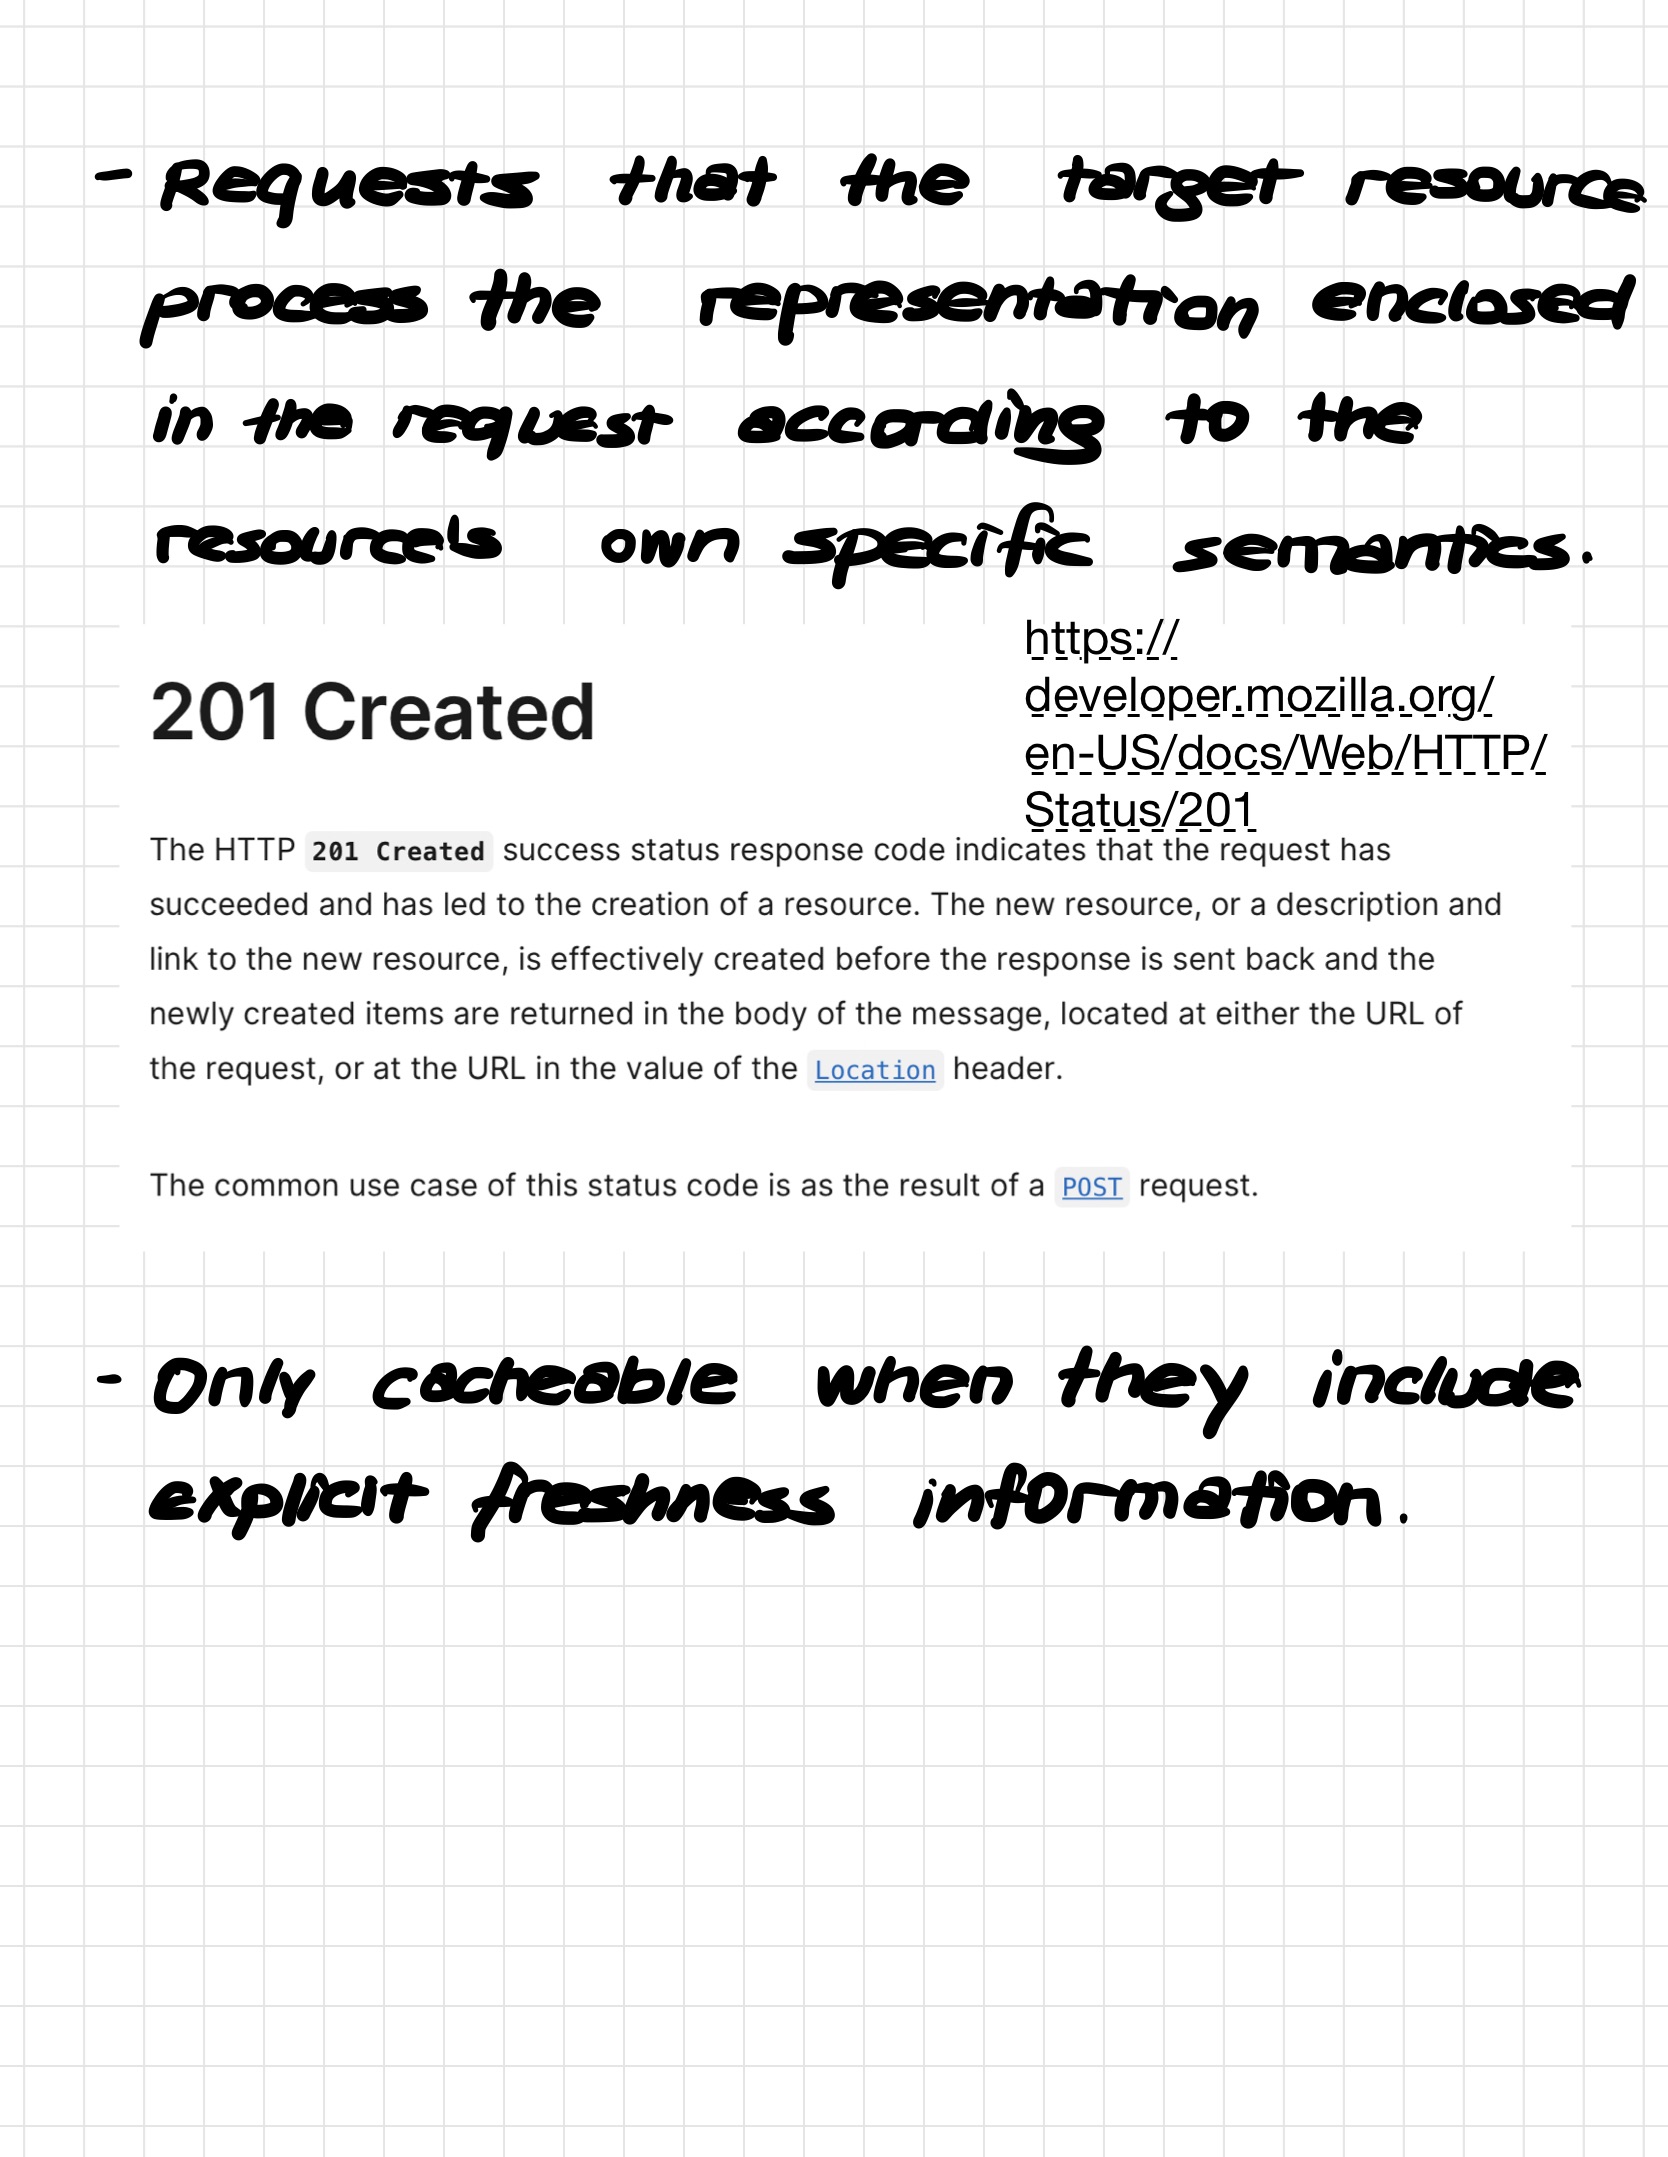 - Requests that the target resource
process the representation enclosed
in the request according to the
resource's own specific semantics.
https://
developer.mozilla.org/
en-US/docs/Web/HTTP/
Status/201
201 Created
The HTTP 201 Created success status response code indicates that the request has
succeeded and has led to the creation of a resource. The new resource, or a description and
link to the new resource, is effectively created before the response is sent back and the
newly created items are returned in the body of the message, located at either the URL of
the request, or at the URL in the value of the Location header.
The common use case of this status code is as the result of a POST request.
- Only cacheable when they include
explicit freshness information.